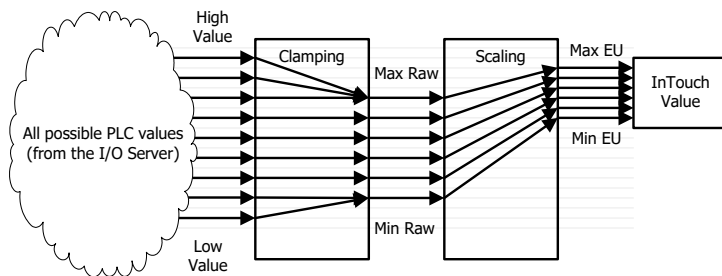 High
Value
Clamping
Scaling
Max EU
Max Raw
InTouch
Value
All possible PLC values
(from the I/O Server)
Min EU
Min Raw
Low
Value